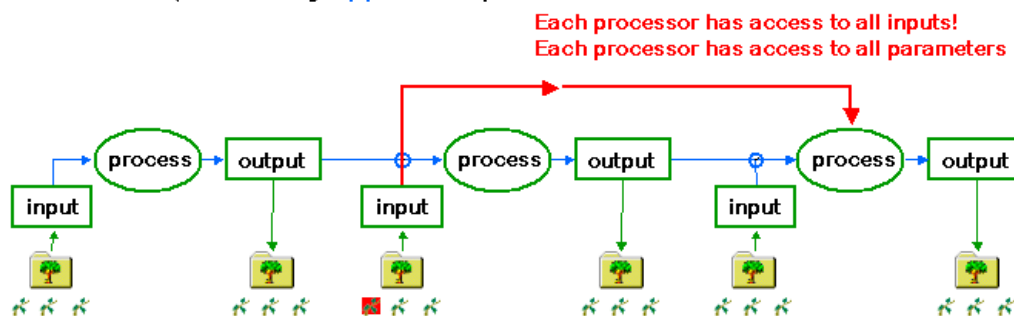 Each processor has access to all inputs!
Each processor has access to all parameters
process
output
process
output
process
output
input
input
input